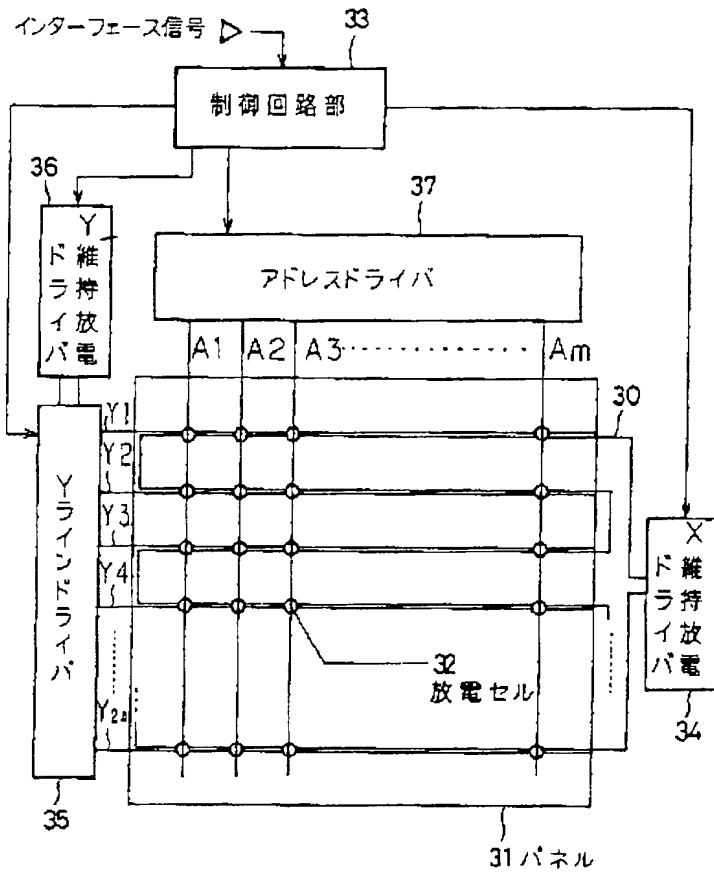 インターフェース信号
33
制御回路部
36
Y維持放電
ドライバ
37
アドレスドライバ
A1 A2 A3 Am
30
Y1
Y2
Y3
Y4
Yラインドライバ
X維持放電
ドライバ
32
放電セル
34
35
31 パネル